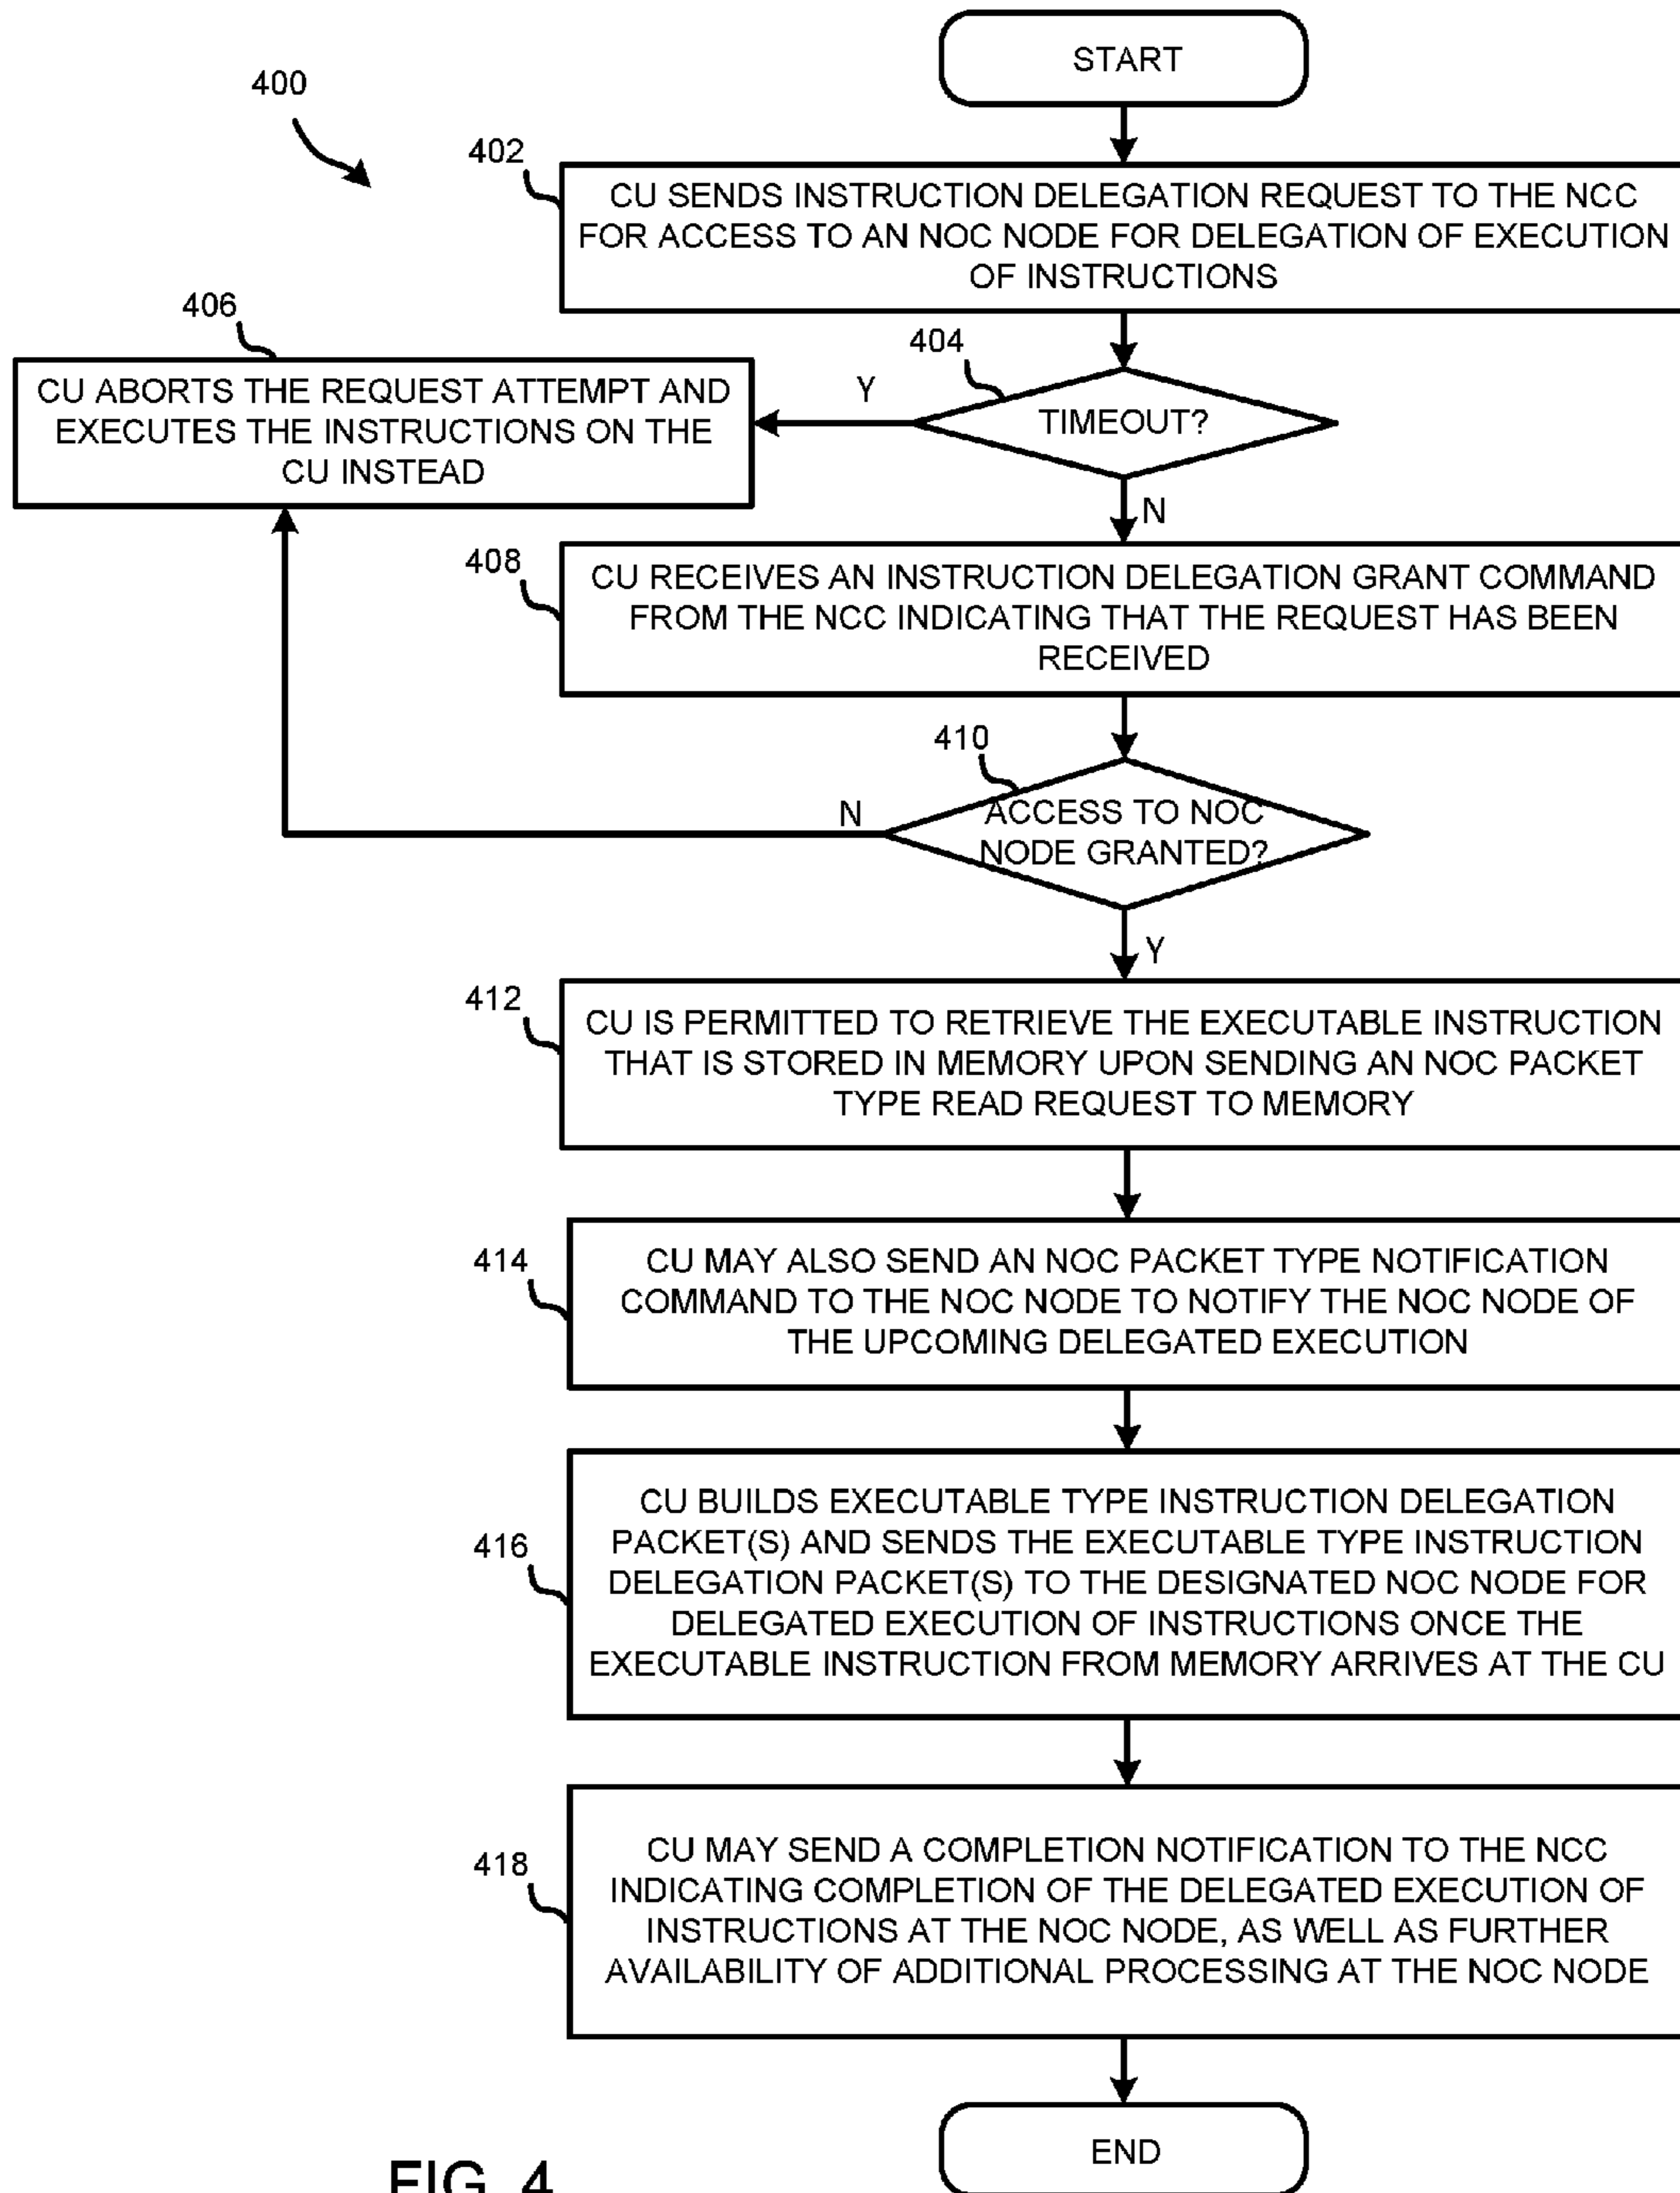 START
400
402
CU SENDS INSTRUCTION DELEGATION REQUEST TO THE NCC
FOR ACCESS TO AN NOC NODE FOR DELEGATION OF EXECUTION
OF INSTRUCTIONS
406
CU ABORTS THE REQUEST ATTEMPT AND
EXECUTES THE INSTRUCTIONS ON THE
CU INSTEAD
Y
404
TIMEOUT?
N
408
CU RECEIVES AN INSTRUCTION DELEGATION GRANT COMMAND
FROM THE NCC INDICATING THAT THE REQUEST HAS BEEN
RECEIVED
410
N
ACCESS TO NOC
NODE GRANTED?
Y
412
CU IS PERMITTED TO RETRIEVE THE EXECUTABLE INSTRUCTION
THAT IS STORED IN MEMORY UPON SENDING AN NOC PACKET
TYPE READ REQUEST TO MEMORY
414
CU MAY ALSO SEND AN NOC PACKET TYPE NOTIFICATION
COMMAND TO THE NOC NODE TO NOTIFY THE NOC NODE OF
THE UPCOMING DELEGATED EXECUTION
416
CU BUILDS EXECUTABLE TYPE INSTRUCTION DELEGATION
PACKET(S) AND SENDS THE EXECUTABLE TYPE INSTRUCTION
DELEGATION PACKET(S) TO THE DESIGNATED NOC NODE FOR
DELEGATED EXECUTION OF INSTRUCTIONS ONCE THE
EXECUTABLE INSTRUCTION FROM MEMORY ARRIVES AT THE CU
418
CU MAY SEND A COMPLETION NOTIFICATION TO THE NCC
INDICATING COMPLETION OF THE DELEGATED EXECUTION OF
INSTRUCTIONS AT THE NOC NODE, AS WELL AS FURTHER
AVAILABILITY OF ADDITIONAL PROCESSING AT THE NOC NODE
END
FIG. 4